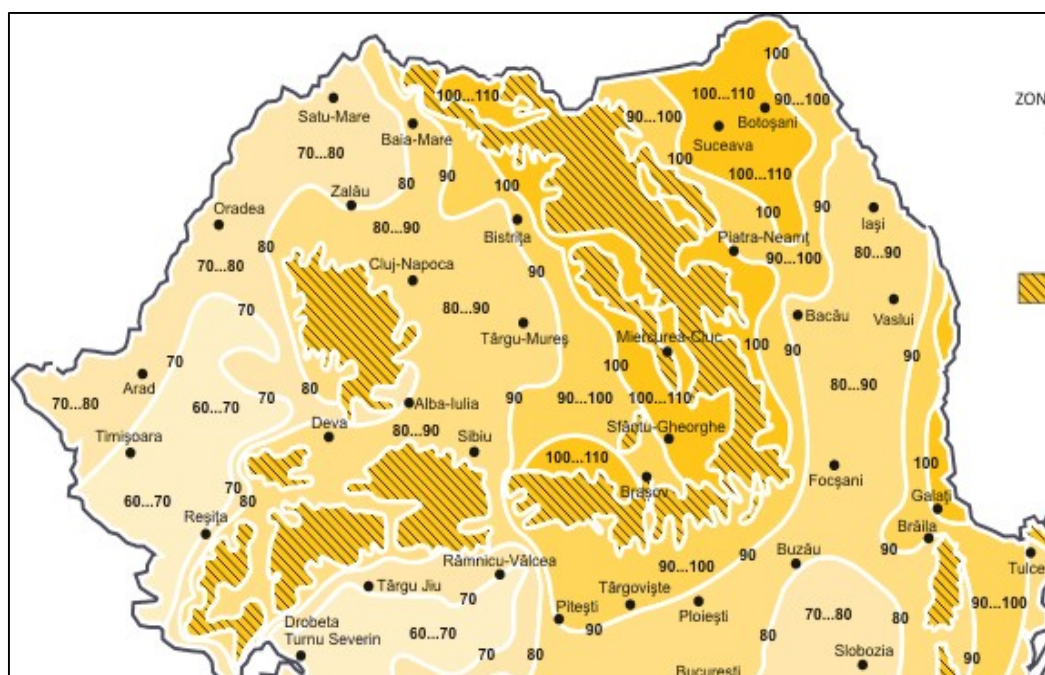 100
ZON
100...110
100...110
90...100
Satu-Mare
Botoșani
90...100
Suceava
Baia-Mare
70...80
100
90
100
100...110
80
Zalău
Oradea
100
90
Iași
80...90
Bistrița
Piatra-Neamț
80
90...100
80...90
70...80
Cluj-Napoca
90
70
80...90
Vaslui
Bacău
Târgu-Mureș
Miercurea-Ciuc
100
90
90
70
100
Arad
80
80...90
70...80
60...70
70
Alba-Iulia
90
90...100
100...110
Deva
Timișoara
80...90
Sibiu
Sfântu-Gheorghe
100...110
100
Focșani
Brașov
70
60...70
80
Galați
Reșița
Brăila
90
Buzău
90
Râmnicu-Vâlcea
90...100
Tulce
Târgu Jiu
Târgoviște
70
Pitești
Ploiești
90...100
70...80
Drobeta
Turnu Severin
60...70
90
80
80
Slobozia
70
80
București
90